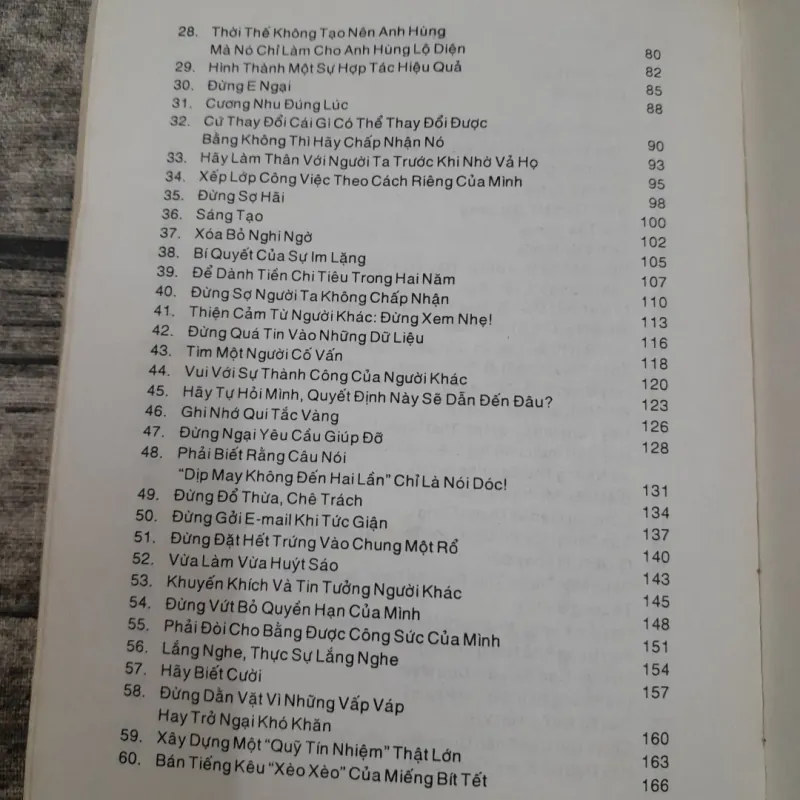 28. Thời Thế Không Tạo Nên Anh Hùng
Mà Nó Chỉ Làm Cho Anh Hùng Lộ Diện 80
29. Hình Thành Một Sự Hợp Tác Hiệu Quả 82
30. Đừng E Ngại 85
31. Cương Nhu Đúng Lúc 88
32. Cứ Thay Đổi Cái Gì Có Thể Thay Đổi Được
Bằng Không Thì Hãy Chấp Nhận Nó 90
33. Hãy Làm Thân Với Người Ta Trước Khi Nhờ Vả Họ 93
34. Xếp Lớp Công Việc Theo Cách Riêng Của Mình 95
35. Đừng Sợ Hãi 98
36. Sáng Tạo 100
37. Xóa Bỏ Nghi Ngờ 102
38. Bí Quyết Của Sự Im Lặng 105
39. Để Dành Tiền Chi Tiêu Trong Hai Năm 107
40. Đừng Sợ Người Ta Không Chấp Nhận 110
41. Thiện Cảm Từ Người Khác: Đừng Xem Nhẹ! 113
42. Đừng Quá Tin Vào Những Dữ Liệu 116
43. Tìm Một Người Cố Vấn 118
44. Vui Với Sự Thành Công Của Người Khác 120
45. Hãy Tự Hỏi Mình, Quyết Định Này Sẽ Dẫn Đến Đâu? 123
46. Ghi Nhớ Qui Tắc Vàng 126
47. Đừng Ngại Yêu Cầu Giúp Đỡ 128
48. Phải Biết Rằng Câu Nói
“Dịp May Không Đến Hai Lần” Chỉ Là Nói Dóc! 131
49. Đừng Đổ Thừa, Chê Trách 134
50. Đừng Gởi E-mail Khi Tức Giận 137
51. Đừng Đặt Hết Trứng Vào Chung Một Rổ 140
52. Vừa Làm Vừa Huýt Sáo 143
53. Khuyến Khích Và Tin Tưởng Người Khác 145
54. Đừng Vứt Bỏ Quyền Hạn Của Mình 148
55. Phải Đòi Cho Bằng Được Công Sức Của Mình 151
56. Lắng Nghe, Thực Sự Lắng Nghe 154
57. Hãy Biết Cười 157
58. Đừng Dằn Vặt Vì Những Vấp Váp
Hay Trở Ngại Khó Khăn 160
59. Xây Dựng Một “Quỹ Tín Nhiệm” Thật Lớn 163
60. Bán Tiếng Kêu “Xèo Xèo” Của Miếng Bít Tết 166